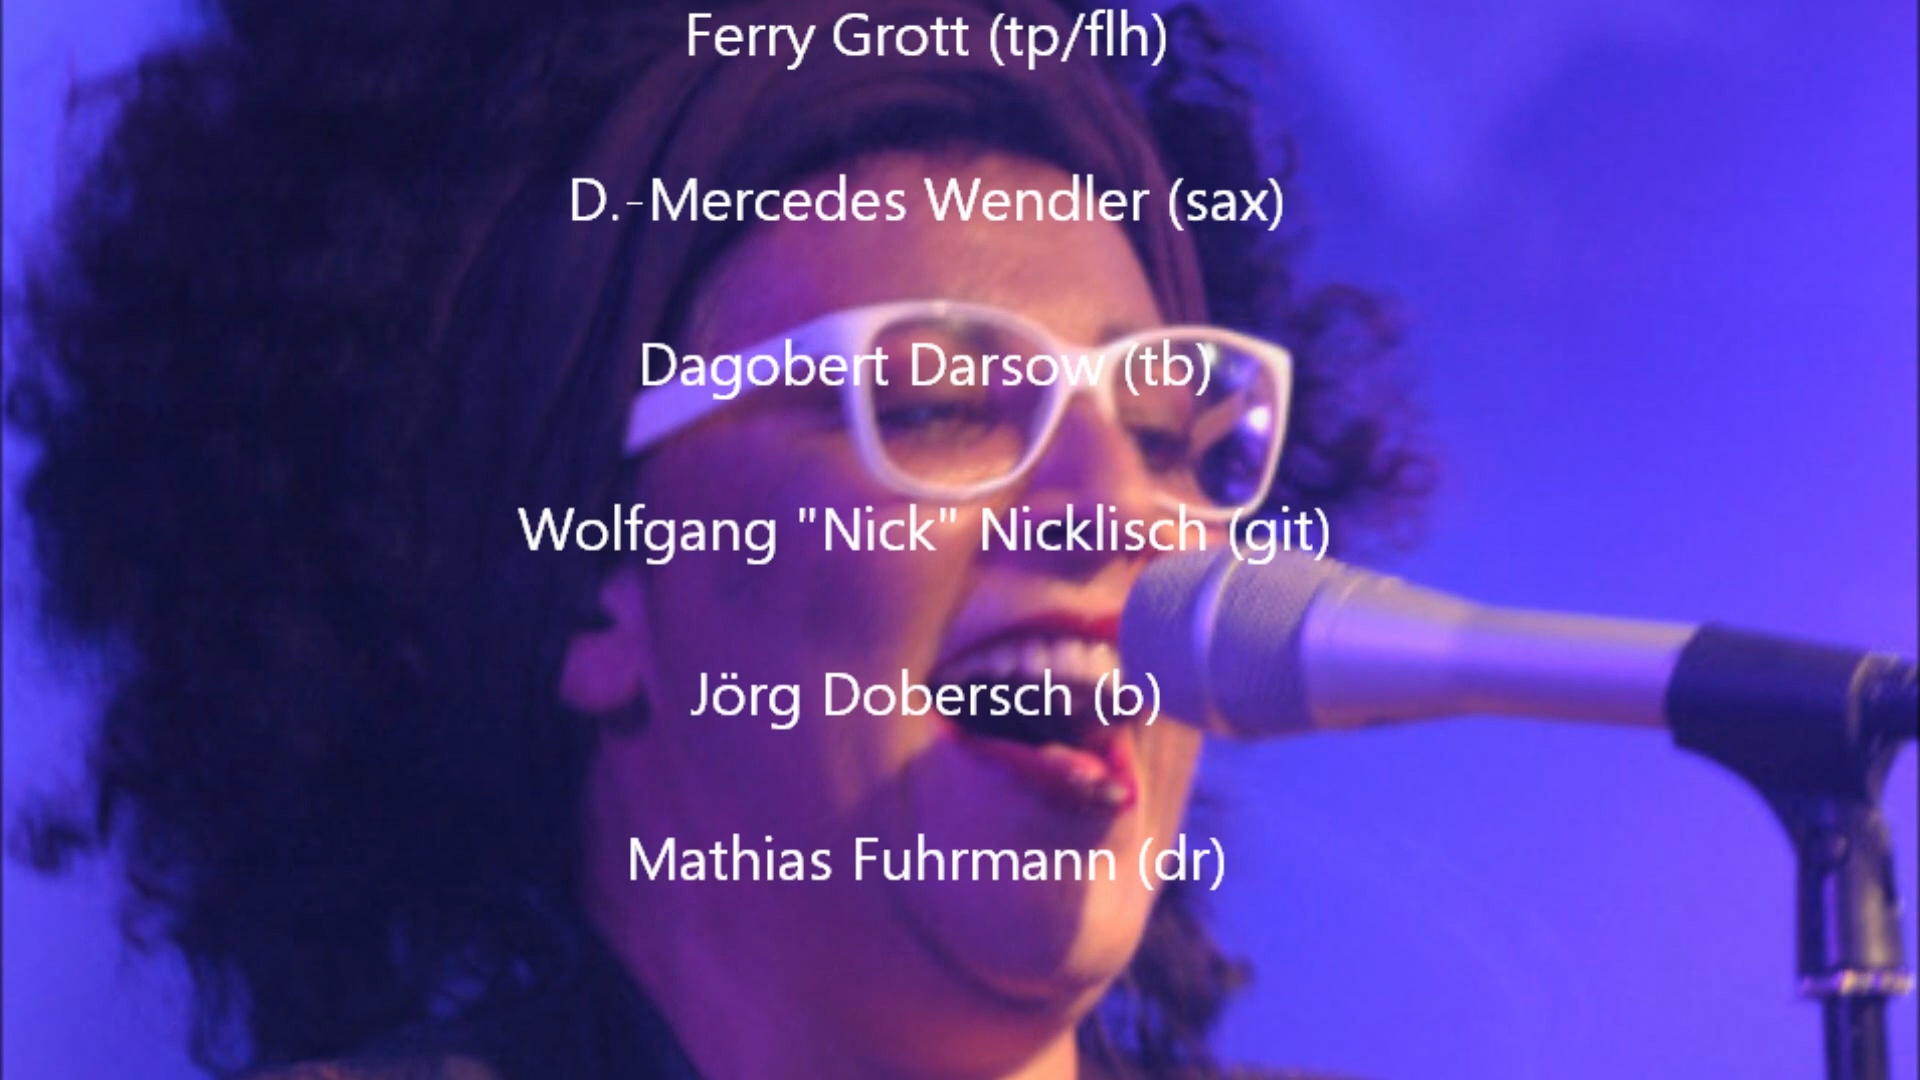 Ferry Grott (tp/flh)
D.-Mercedes Wendler (sax)
Dagobert Darsow (tb)
Wolfgang "Nick" Nicklisch (git)
Jörg Dobersch (b)
Mathias Fuhrmann (dr)